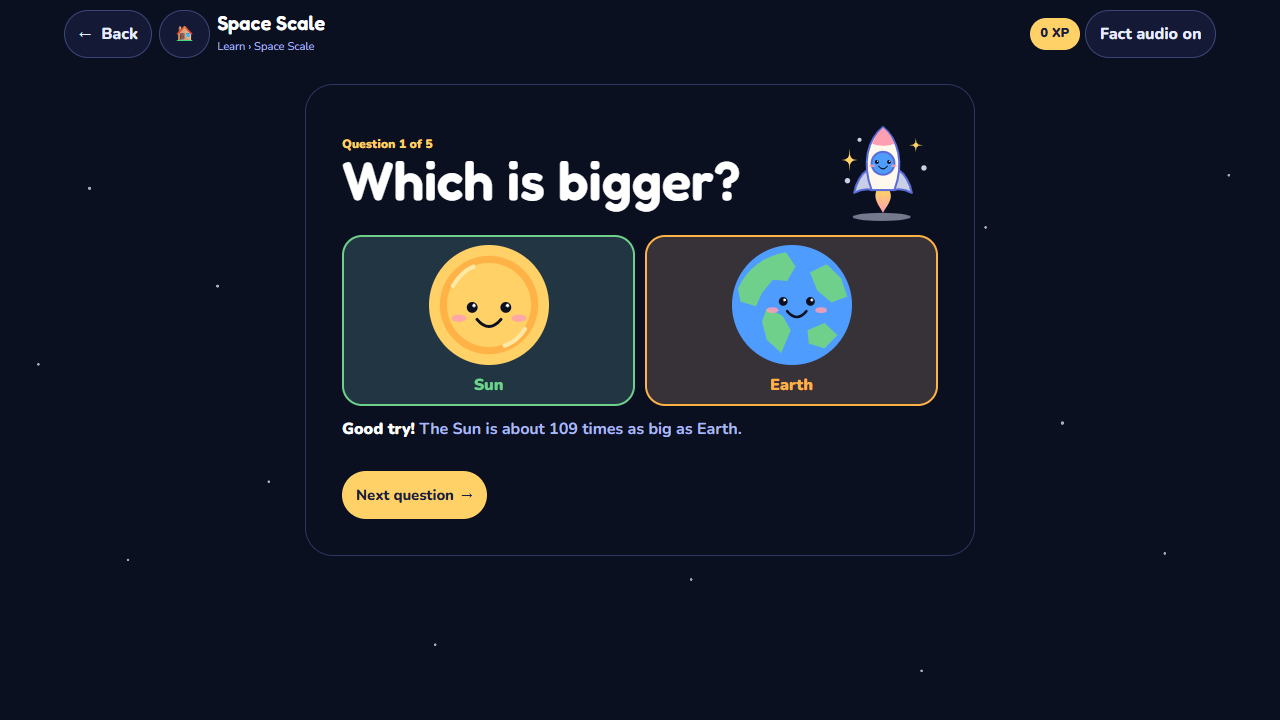 ← Back
Space Scale
Learn › Space Scale
0 XP
Fact audio on
Question 1 of 5
Which is bigger?
Sun
Earth
Good try! The Sun is about 109 times as big as Earth.
Next question →